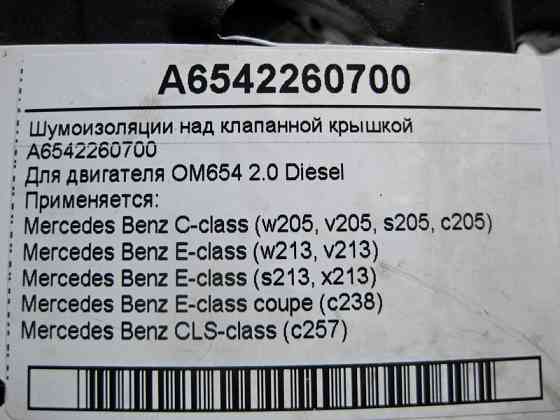 A6542260700
Шумоизоляции над клапанной крышкой
A6542260700
Для двигателя OM654 2.0 Diesel
Применяется:
Mercedes Benz C-class (w205, v205, s205, c205)
Mercedes Benz E-class (w213, v213)
Mercedes Benz E-class (s213, x213)
Mercedes Benz E-class coupe (c238)
Mercedes Benz CLS-class (c257)